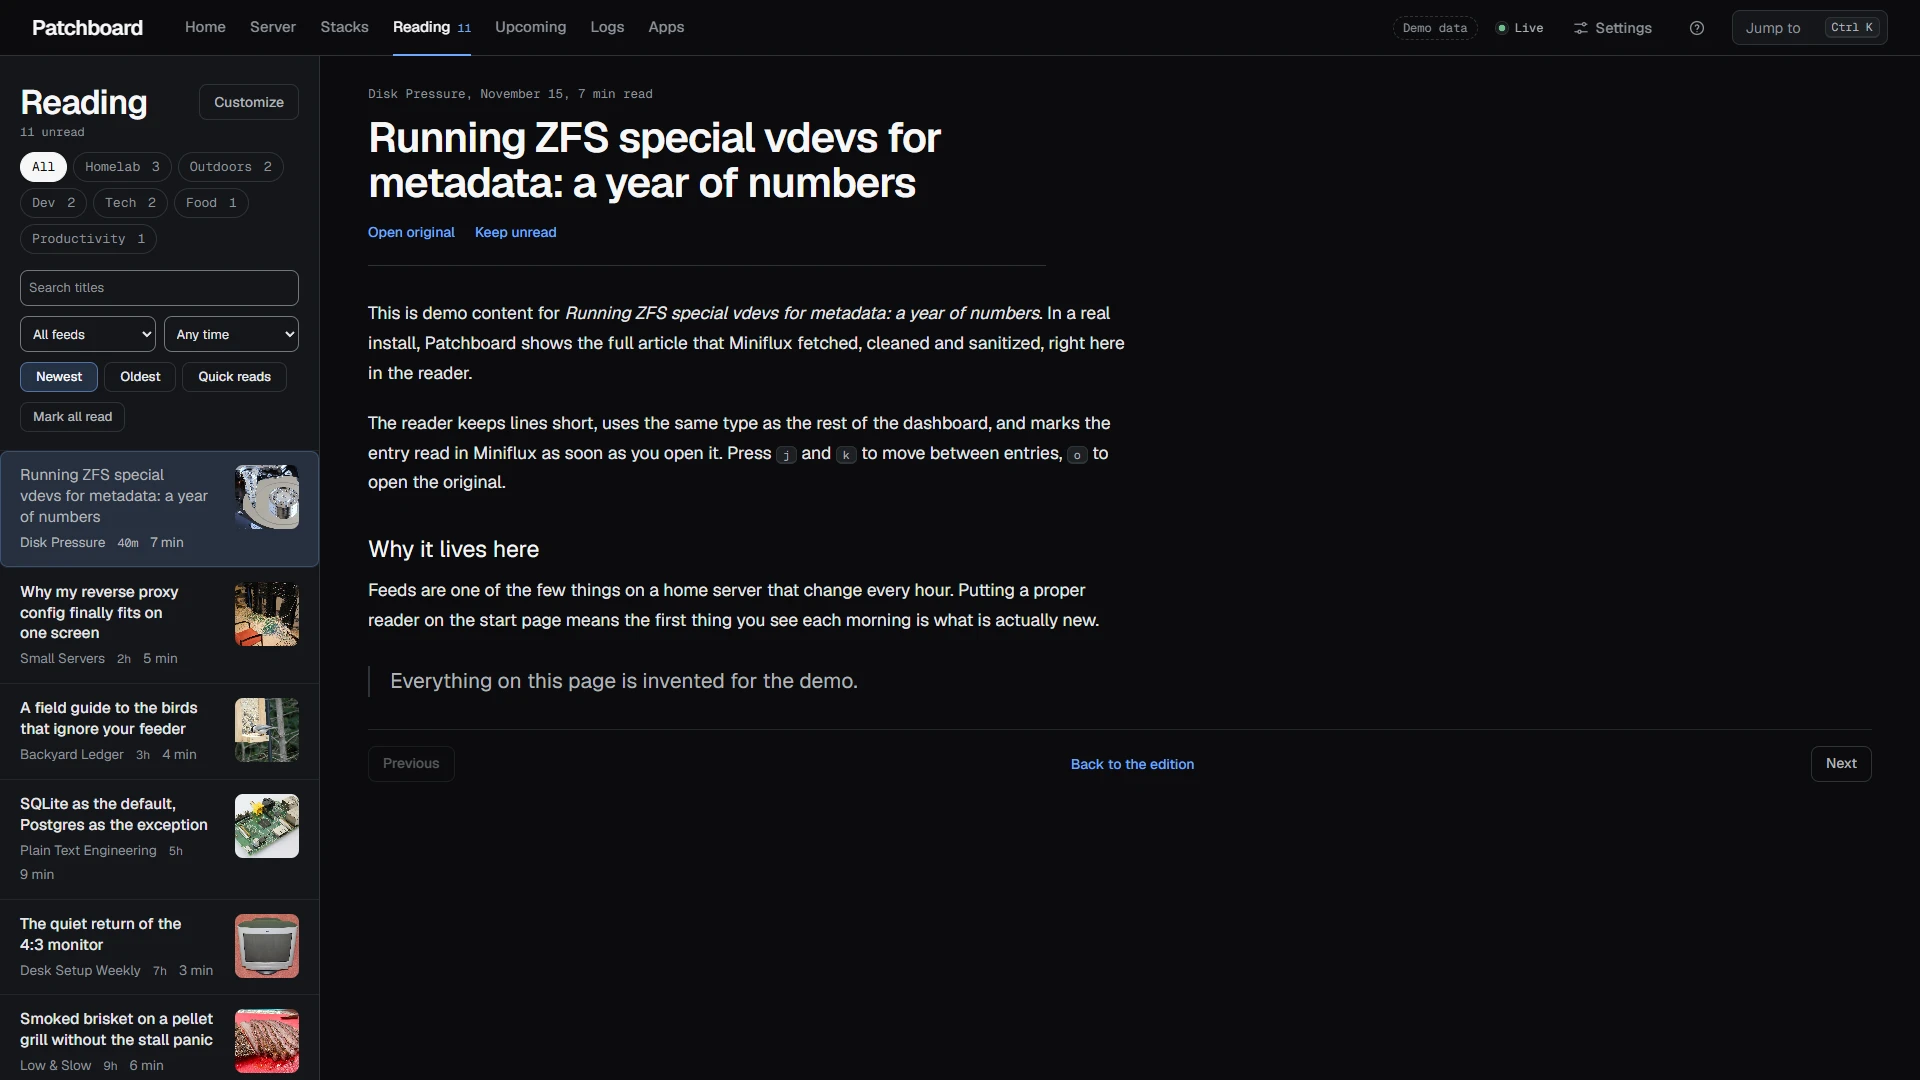 Patchboard
Home
Server
Stacks
Reading 11
Upcoming
Logs
Apps
Demo data
Live
Settings
Jump to
Ctrl K
Reading
Customize
11 unread
All
Homelab 3
Outdoors 2
Dev 2
Tech 2
Food 1
Productivity 1
Search titles
All feeds
Any time
Newest
Oldest
Quick reads
Mark all read
Running ZFS special
vdevs for metadata: a year
of numbers
Disk Pressure 40m 7 min
Why my reverse proxy
config finally fits on
one screen
Small Servers 2h 5 min
A field guide to the birds
that ignore your feeder
Backyard Ledger 3h 4 min
SQLite as the default,
Postgres as the exception
Plain Text Engineering 5h
9 min
The quiet return of the
4:3 monitor
Desk Setup Weekly 7h 3 min
Smoked brisket on a pellet
grill without the stall panic
Low & Slow 9h 6 min
Disk Pressure, November 15, 7 min read
Running ZFS special vdevs for
metadata: a year of numbers
Open original
Keep unread
This is demo content for Running ZFS special vdevs for metadata: a year of numbers. In a real
install, Patchboard shows the full article that Miniflux fetched, cleaned and sanitized, right here
in the reader.
The reader keeps lines short, uses the same type as the rest of the dashboard, and marks the
entry read in Miniflux as soon as you open it. Press j and k to move between entries, o to
open the original.
Why it lives here
Feeds are one of the few things on a home server that change every hour. Putting a proper
reader on the start page means the first thing you see each morning is what is actually new.
Everything on this page is invented for the demo.
Previous
Back to the edition
Next